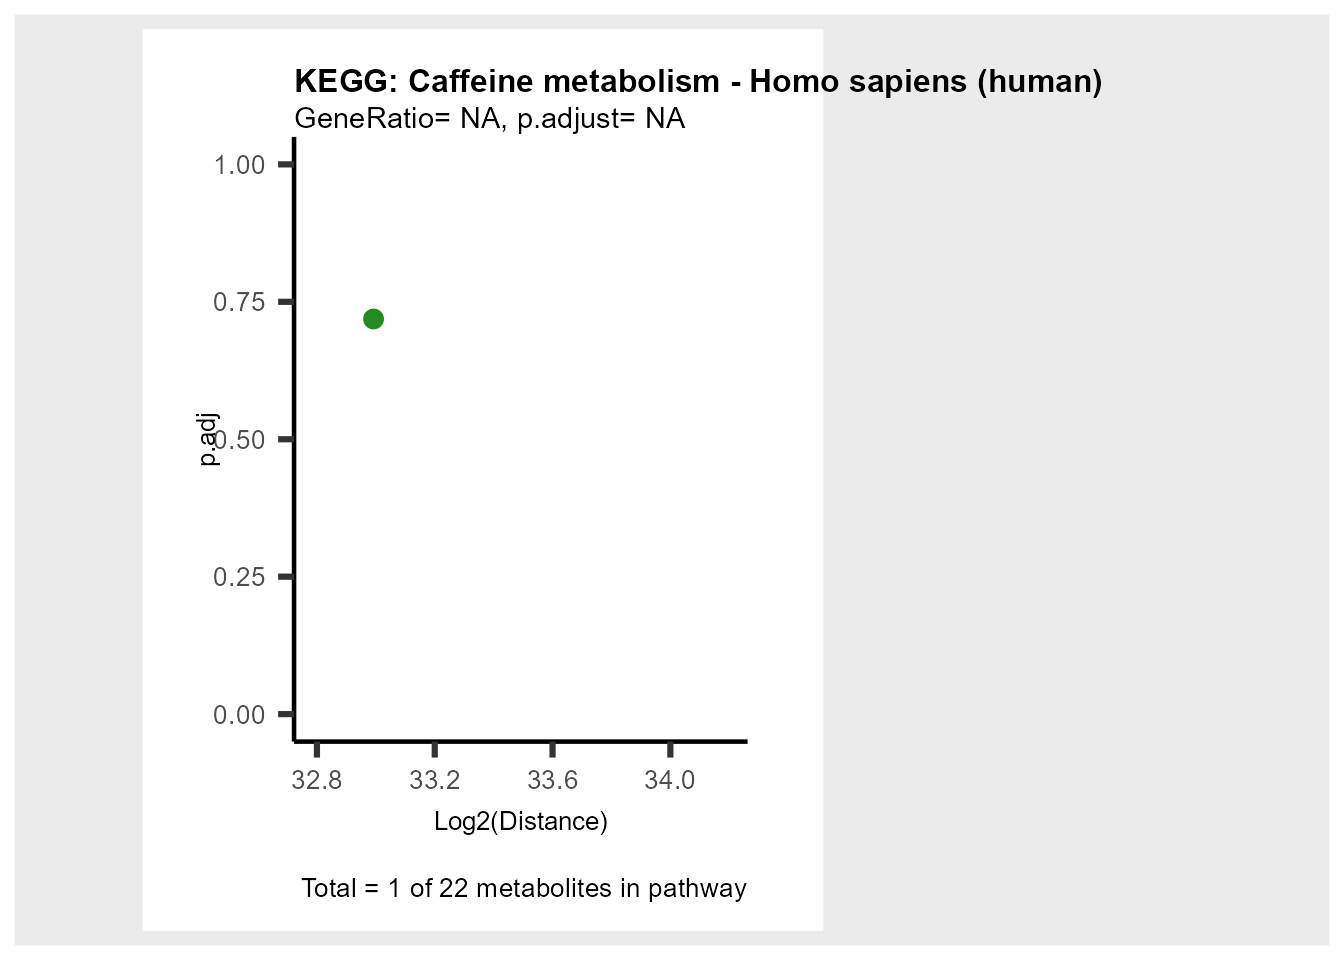 KEGG: Caffeine metabolism - Homo sapiens (human)
GeneRatio= NA, p.adjust= NA
1.00
0.75
p.adj
0.50
0.25
0.00
32.8 33.2 33.6 34.0
Log2(Distance)
Total = 1 of 22 metabolites in pathway